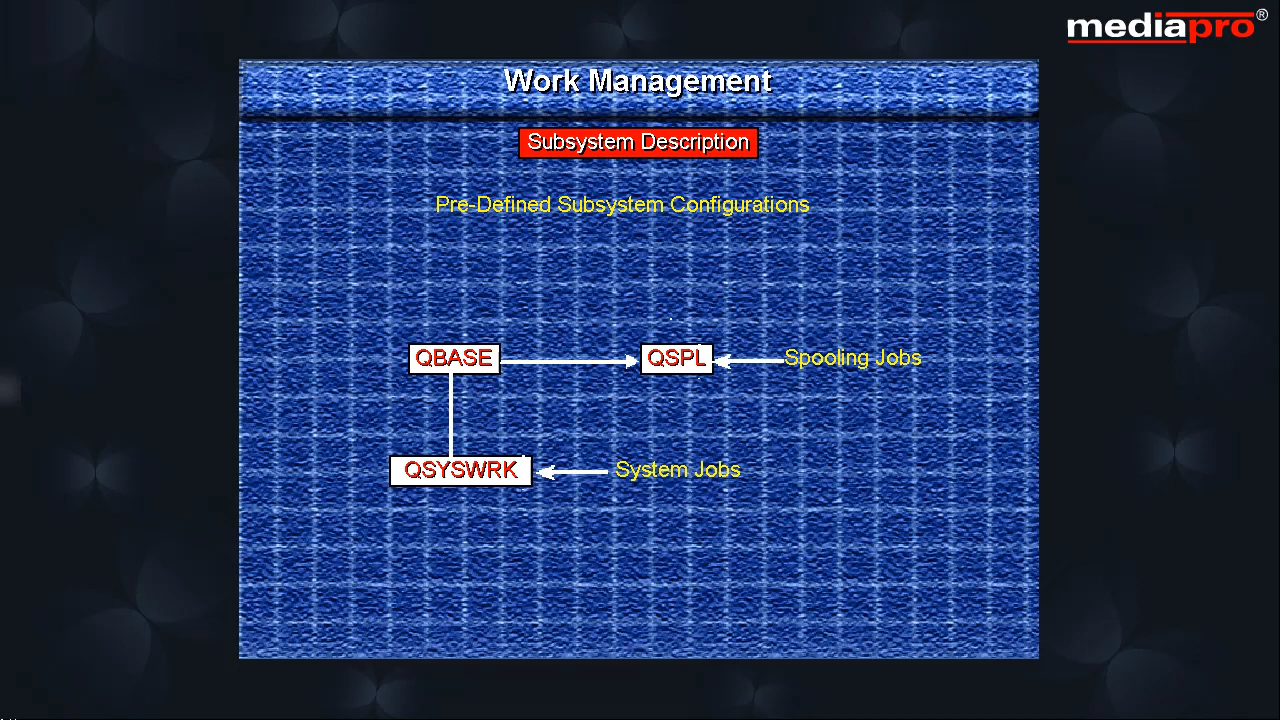 mediapro®
Work Management
Subsystem Description
Pre-Defined Subsystem Configurations
QBASE
QSPL
Spooling Jobs
QSYSWRK
System Jobs